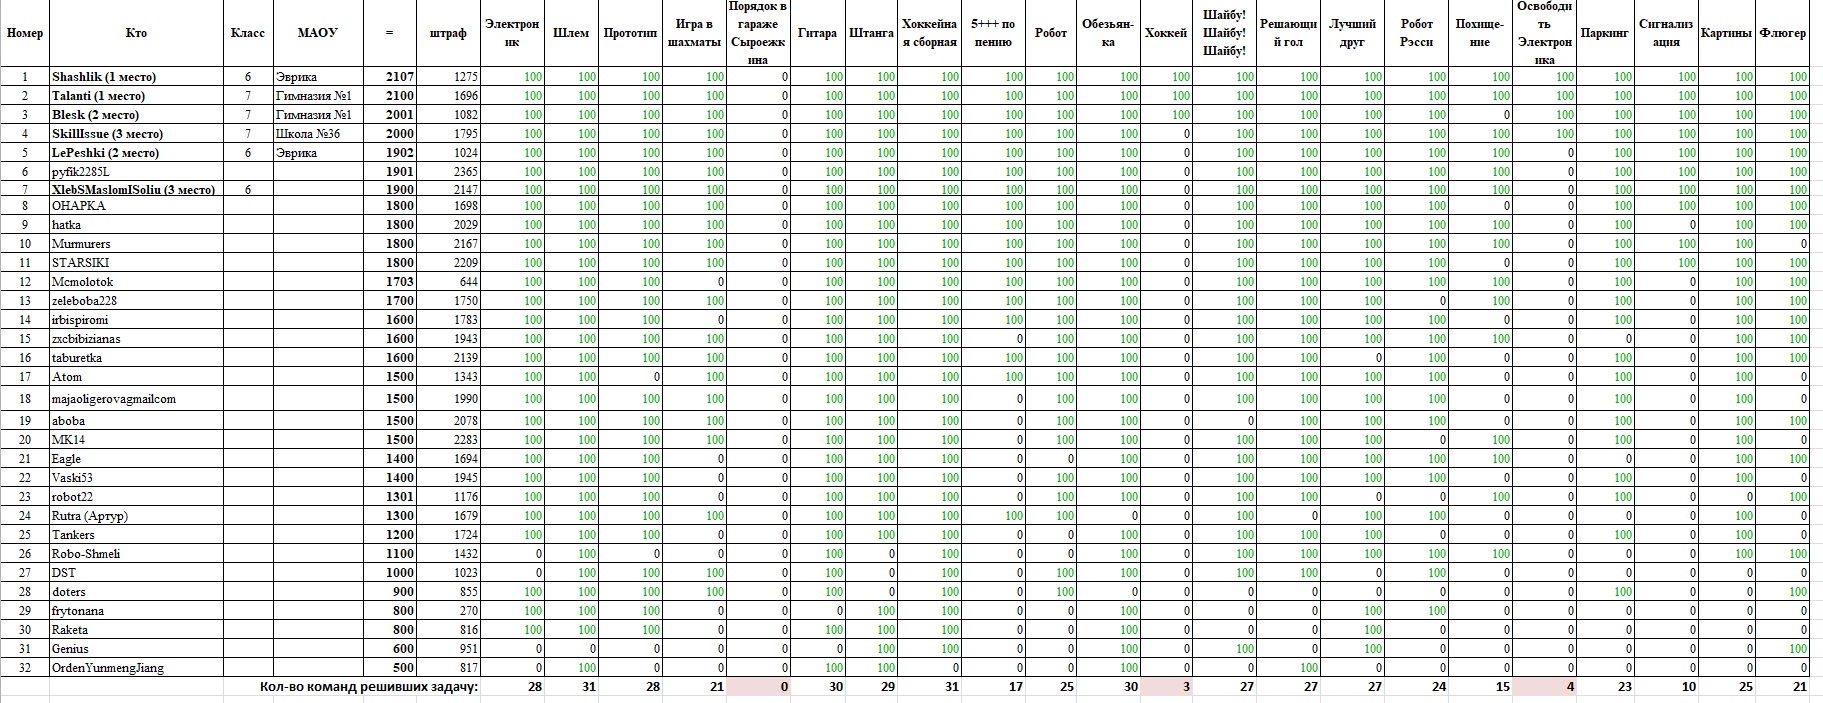 Номер Кто Класс МАОУ = штраф Электрон
ик Шлем Прототип Игра в
шахматы Порядок в
гараже
Сыроежк
ина Гитара Штанга Хоккейна
я сборная 5+++ по
пению Робот Обезьян-
ка Хоккей Шайбу!
Шайбу!
Шайбу! Решающи
й гол Лучший
друг Робот
Рэсси Похище-
ние Освободи
ть
Электрон
ика Паркинг Сигнализ
ация Картины Флюгер
1 Shashlik (1 место) 6 Эврика 2107 1275 100 100 100 100 0 100 100 100 100 100 100 100 100 100 100 100 100 100 100 100 100 100
2 Talanti (1 место) 7 Гимназия №1 2100 1696 100 100 100 100 0 100 100 100 100 100 100 100 100 100 100 100 100 100 100 100 100 100
3 Blesk (2 место) 7 Гимназия №1 2001 1082 100 100 100 100 0 100 100 100 100 100 100 100 100 100 100 100 0 100 100 100 100 100
4 SkillIssue (3 место) 7 Школа №36 2000 1795 100 100 100 100 0 100 100 100 100 100 100 0 100 100 100 100 100 100 100 100 100 100
5 LePeshki (2 место) 6 Эврика 1902 1024 100 100 100 100 0 100 100 100 100 100 100 0 100 100 100 100 100 0 100 100 100 100
6 pyfik2285L 1901 2365 100 100 100 100 0 100 100 100 100 100 100 0 100 100 100 100 100 0 100 100 100 100
7 XlebSMaslomISoliu (3 место) 6 1900 2147 100 100 100 100 0 100 100 100 100 100 100 0 100 100 100 100 100 0 100 100 100 100
8 ОНАРКА 1800 1698 100 100 100 100 0 100 100 100 100 100 100 0 100 100 100 100 0 0 100 100 100 100
9 hatka 1800 2029 100 100 100 100 0 100 100 100 100 100 100 0 100 100 100 100 100 0 100 0 100 100
10 Murmurers 1800 2167 100 100 100 100 0 100 100 100 100 100 100 0 100 100 100 100 100 0 100 100 100 0
11 STARSIKI 1800 2209 100 100 100 100 0 100 100 100 100 100 100 0 100 100 100 100 0 0 100 100 100 100
12 Mcmolotok 1703 644 100 100 100 0 0 100 100 100 100 100 100 0 100 100 100 100 100 0 100 0 100 100
13 zeleboba228 1700 1750 100 100 100 100 0 100 100 100 100 100 100 0 100 100 100 0 100 0 100 0 100 100
14 irbispiromi 1600 1783 100 100 100 0 0 100 100 100 100 100 100 0 100 100 100 100 0 0 100 0 100 100
15 zxcbibizianas 1600 1943 100 100 100 100 0 100 100 100 0 100 100 0 100 100 100 100 100 0 0 0 100 100
16 taburetka 1600 2139 100 100 100 100 0 100 100 100 100 100 100 0 100 100 0 100 0 0 100 0 100 100
17 Atom 1500 1343 100 100 0 100 0 100 100 100 100 100 100 0 100 100 100 100 0 0 100 0 100 0
18 majaoligerovagmailcom 1500 1990 100 100 100 100 0 100 100 100 0 100 100 0 100 100 100 100 0 0 100 0 100 0
19 aboba 1500 2078 100 100 100 100 0 100 100 100 0 100 100 0 0 100 100 100 0 0 100 0 100 100
20 MK14 1500 2283 100 100 100 100 0 100 100 100 0 100 100 0 100 100 100 0 100 0 100 0 100 0
21 Eagle 1400 1694 100 100 100 0 0 100 100 100 0 0 100 0 100 100 100 100 100 0 0 0 100 100
22 Vaski53 1400 1945 100 100 100 0 0 100 100 100 0 100 100 0 100 100 100 100 0 0 100 0 100 0
23 robot22 1301 1176 100 100 100 0 0 100 100 100 0 100 100 0 100 100 0 0 100 0 100 0 0 100
24 Rutra (Артур) 1300 1679 100 100 100 100 0 100 100 100 100 100 0 0 100 0 100 100 0 0 0 0 100 0
25 Tankers 1200 1724 100 100 100 0 0 100 100 100 0 0 100 0 100 100 100 0 0 0 100 0 100 0
26 Robo-Shmeli 1100 1432 0 100 0 0 0 100 0 100 0 0 100 0 100 100 100 100 100 0 0 0 100 100
27 DST 1000 1023 0 100 100 100 0 100 0 100 0 100 100 0 100 100 0 100 0 0 0 0 0 0
28 doters 900 855 100 100 100 100 0 100 0 100 0 100 0 0 0 0 0 0 0 0 100 0 0 100
29 frytonana 800 270 100 100 100 0 0 0 100 100 0 0 100 0 0 0 100 100 0 0 0 0 0 0
30 Raketa 800 816 100 100 100 0 0 100 100 100 0 0 100 0 0 0 100 0 0 0 0 0 0 0
31 Genius 600 951 0 0 0 0 0 0 100 100 0 0 100 0 100 0 100 0 0 0 0 0 0 100
32 OrdenYunmengJiang 500 817 0 100 0 0 0 100 100 0 0 0 100 0 0 100 0 0 0 0 0 0 0 0
Кол-во команд решивших задачу: 28 31 28 21 0 30 29 31 17 25 30 3 27 27 27 24 15 4 23 10 25 21